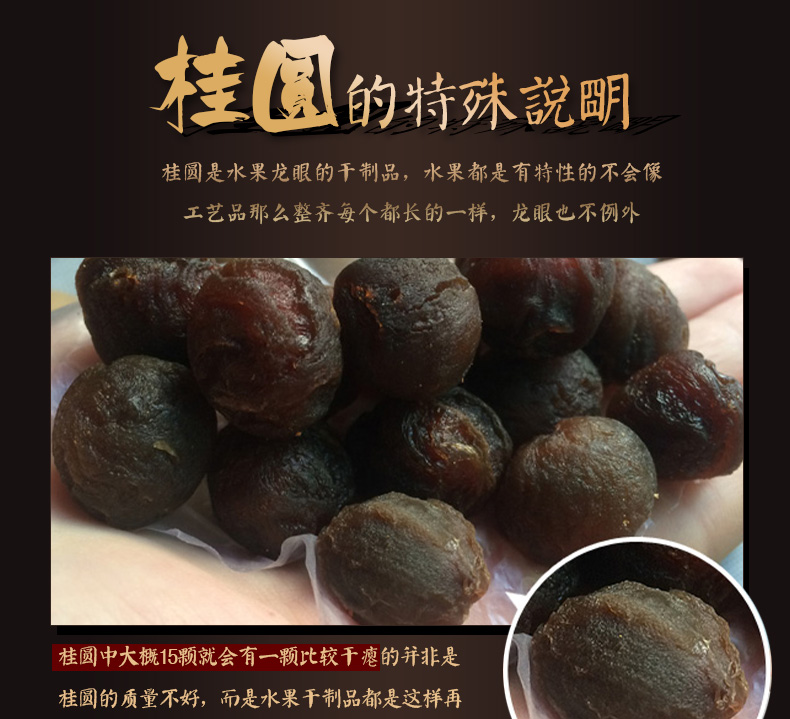 桂圓的特殊說明
桂圆是水果龙眼的干制品，水果都是有特性的不会像
工艺品那么整齐每个都长的一样，龙眼也不例外
桂圆中大概15颗就会有一颗比较干瘪的并非是
桂圆的质量不好，而是水果干制品都是这样再